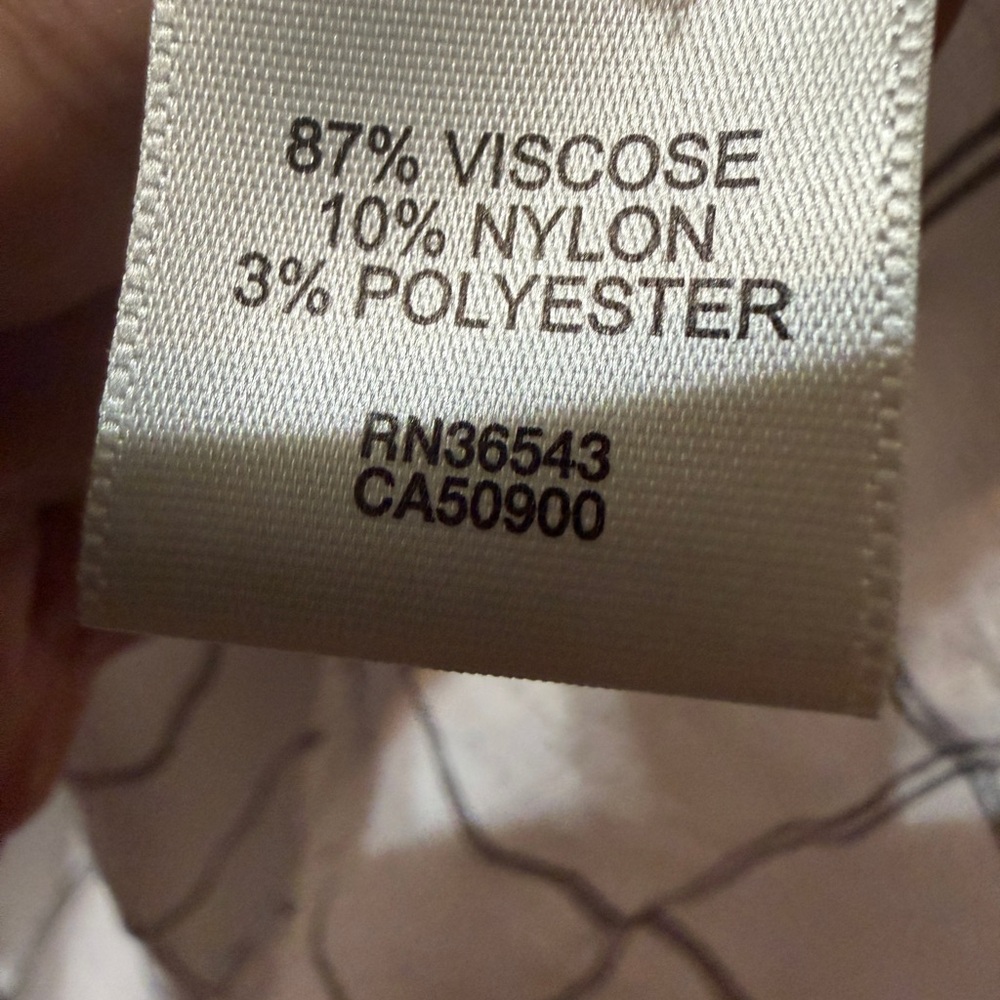 87% VISCOSE
10% NYLON
3% POLYESTER
RN36543
CA50900